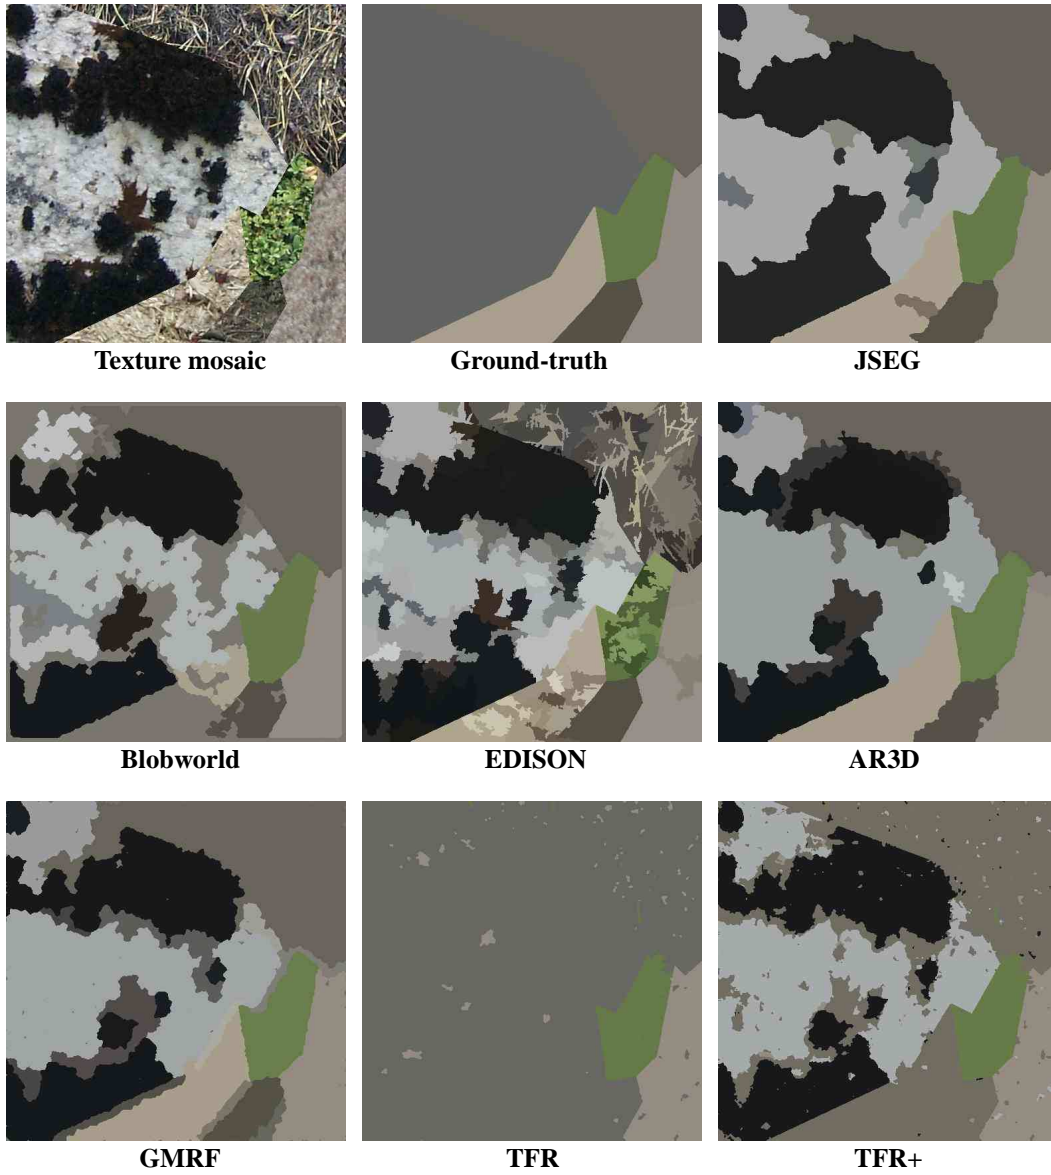 Texture mosaic
Ground-truth
JSEG
Blobworld
EDISON
AR3D
GMRF
TFR
TFR+